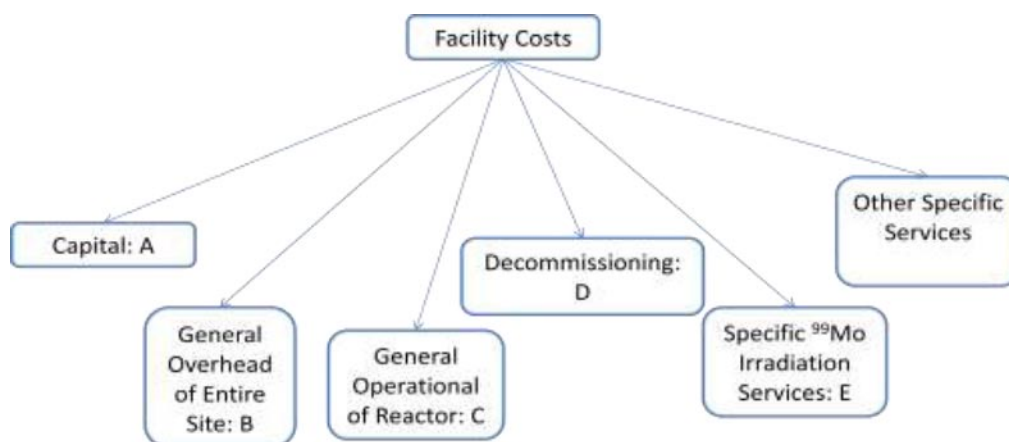 Facility Costs
Capital: A
General
Overhead
of Entire
Site: B
General
Operational
of Reactor: C
Decommissioning:
D
Specific ⁹⁹Mo
Irradiation
Services: E
Other Specific
Services